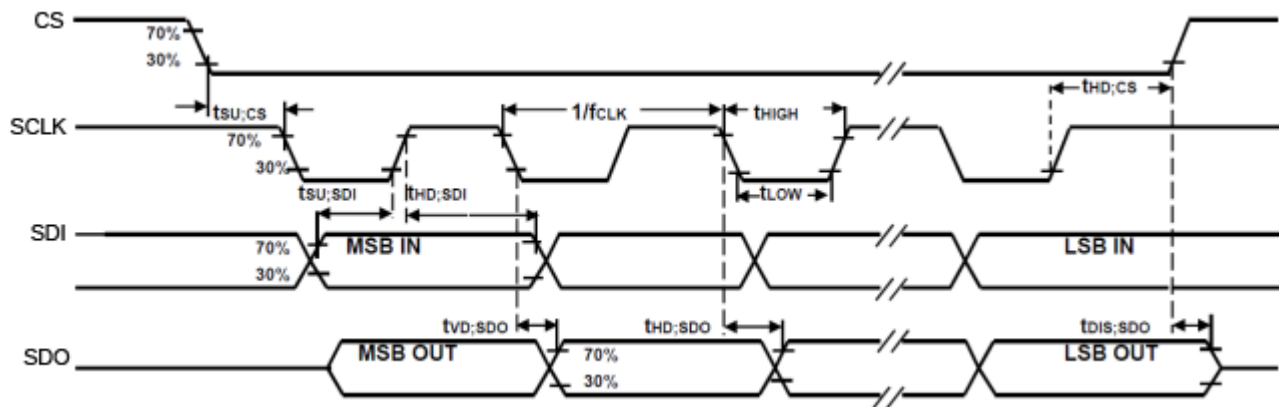 CS
70%
30%
tSU;CS
1/fCLK
tHIGH
tHD;CS
SCLK
70%
30%
tSU;SDI
tHD;SDI
tLOW
SDI
70%
30%
MSB IN
LSB IN
tVD;SDO
tHD;SDO
tDIS;SDO
SDO
MSB OUT
70%
30%
LSB OUT